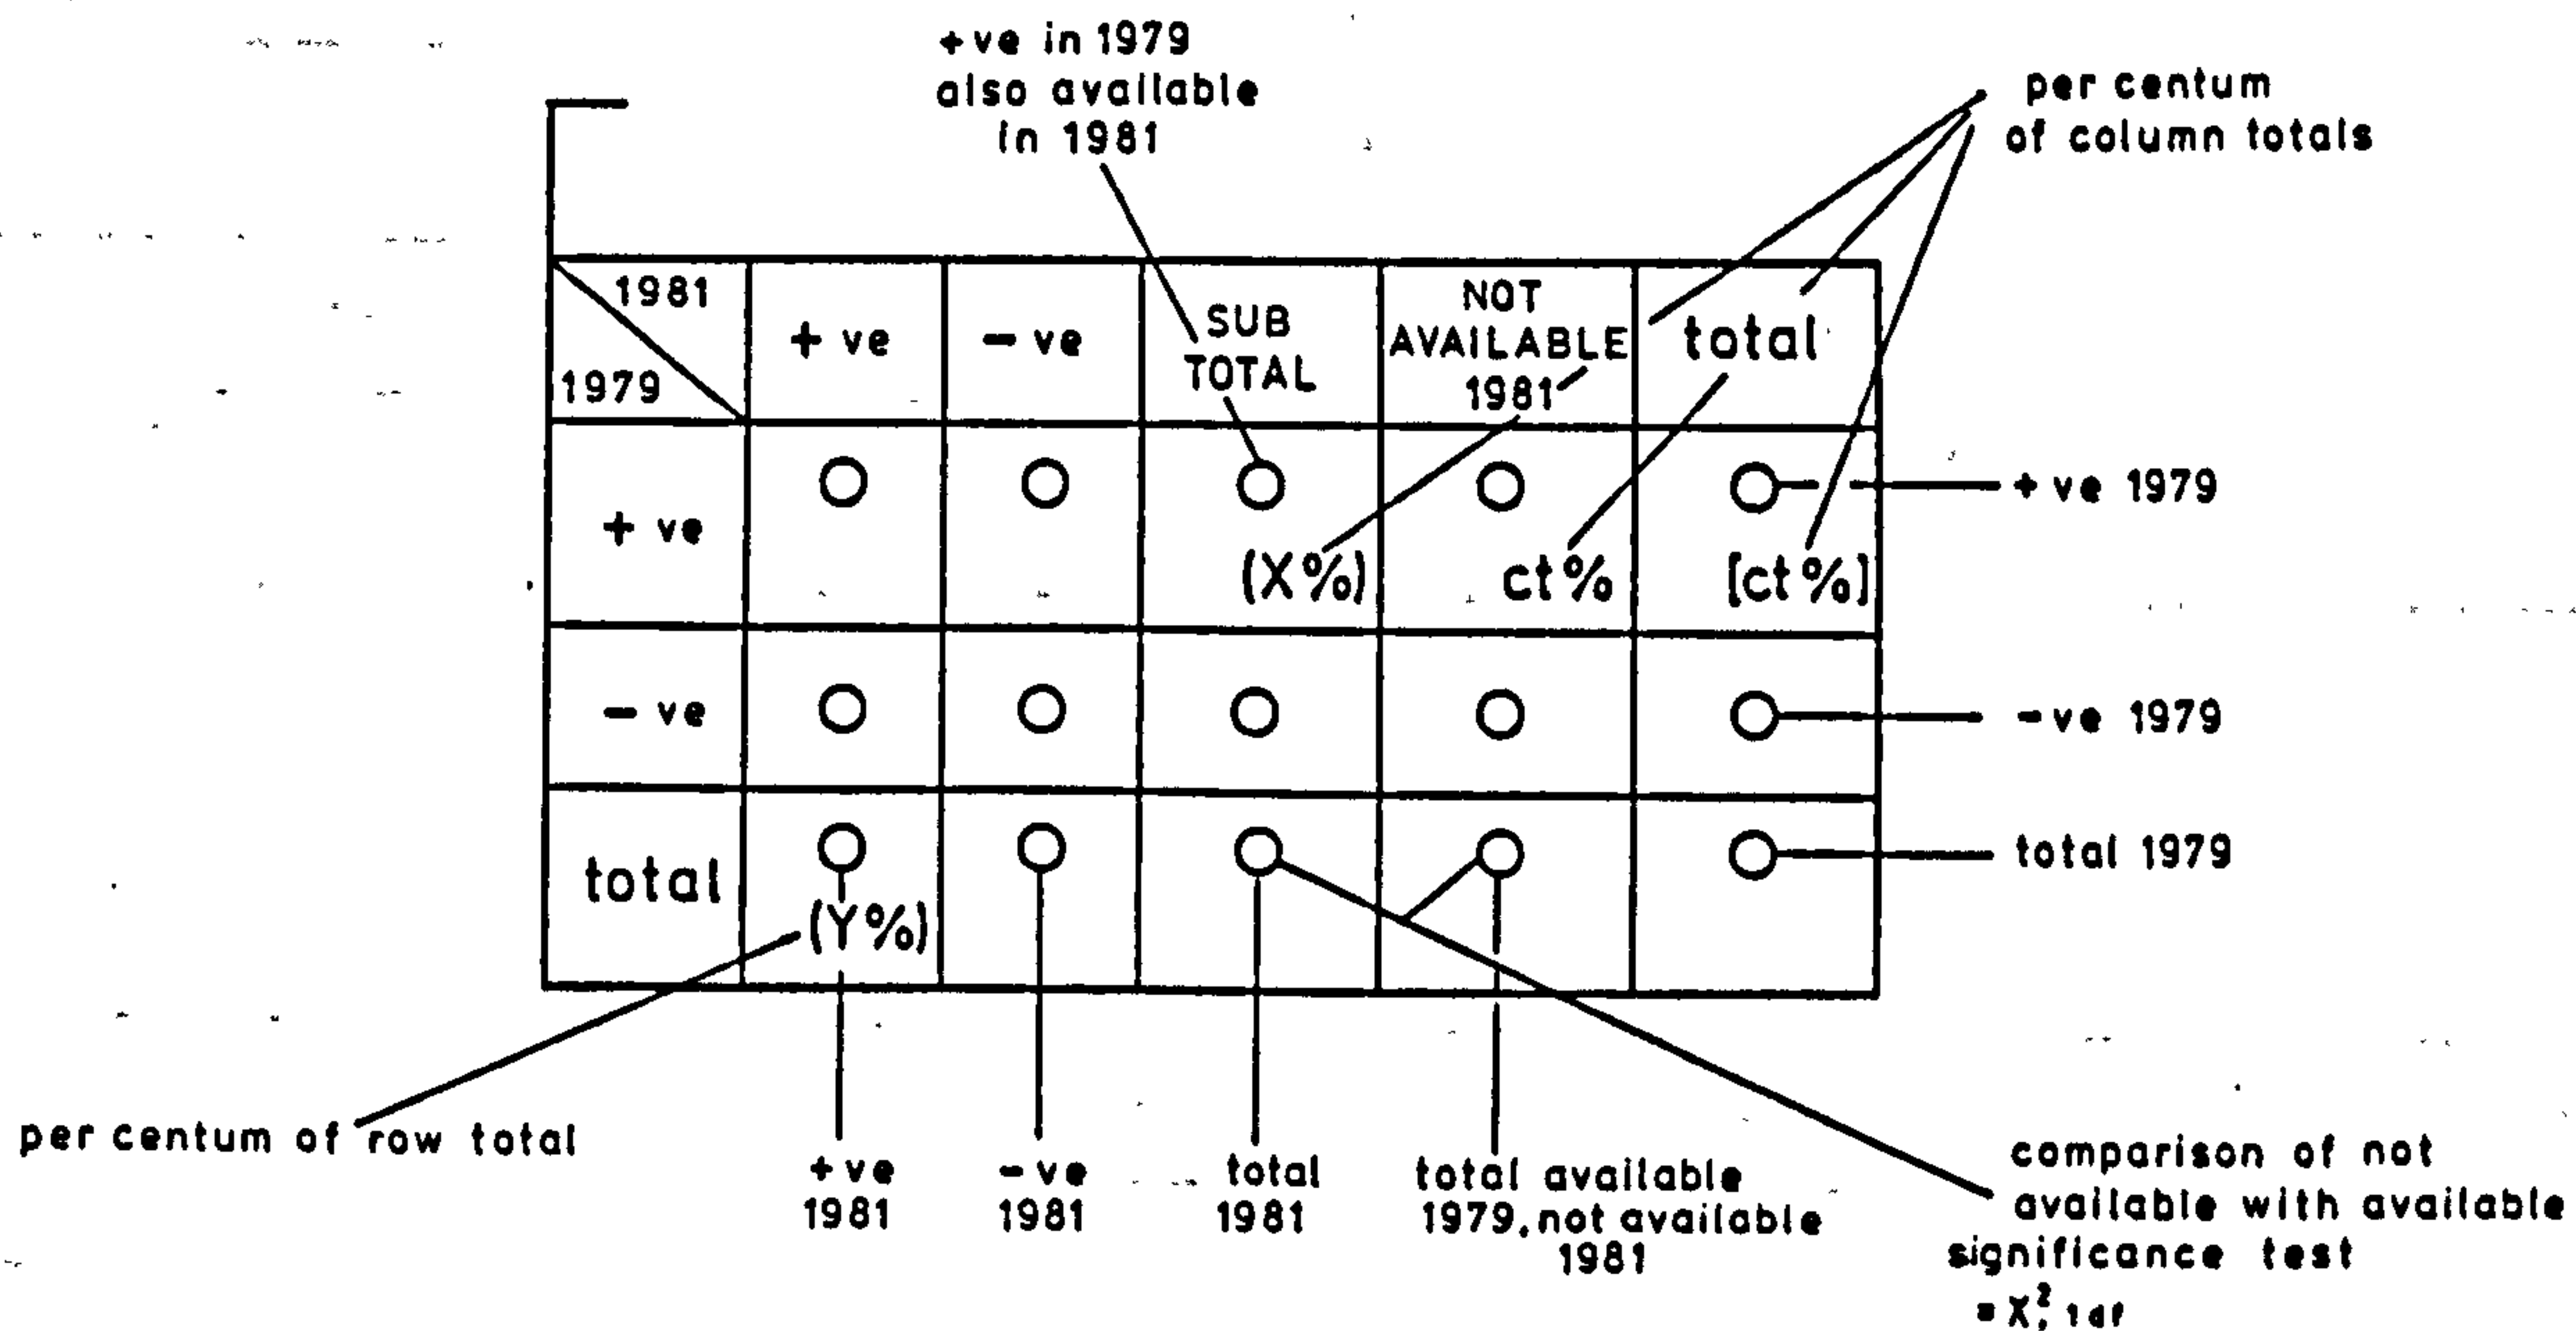 +ve in 1979
also available
in 1981
per centum
of column totals
1981
1979
+ ve
- ve
SUB
TOTAL
NOT
AVAILABLE
1981
total
+ ve
(X%)
ct%
[ct%]
+ ve 1979
- ve
- ve 1979
total
(Y%)
total 1979
per centum of row total
+ ve
1981
- ve
1981
total
1981
total available
1979, not available
1981
comparison of not
available with available
significance test
= X², 1 df